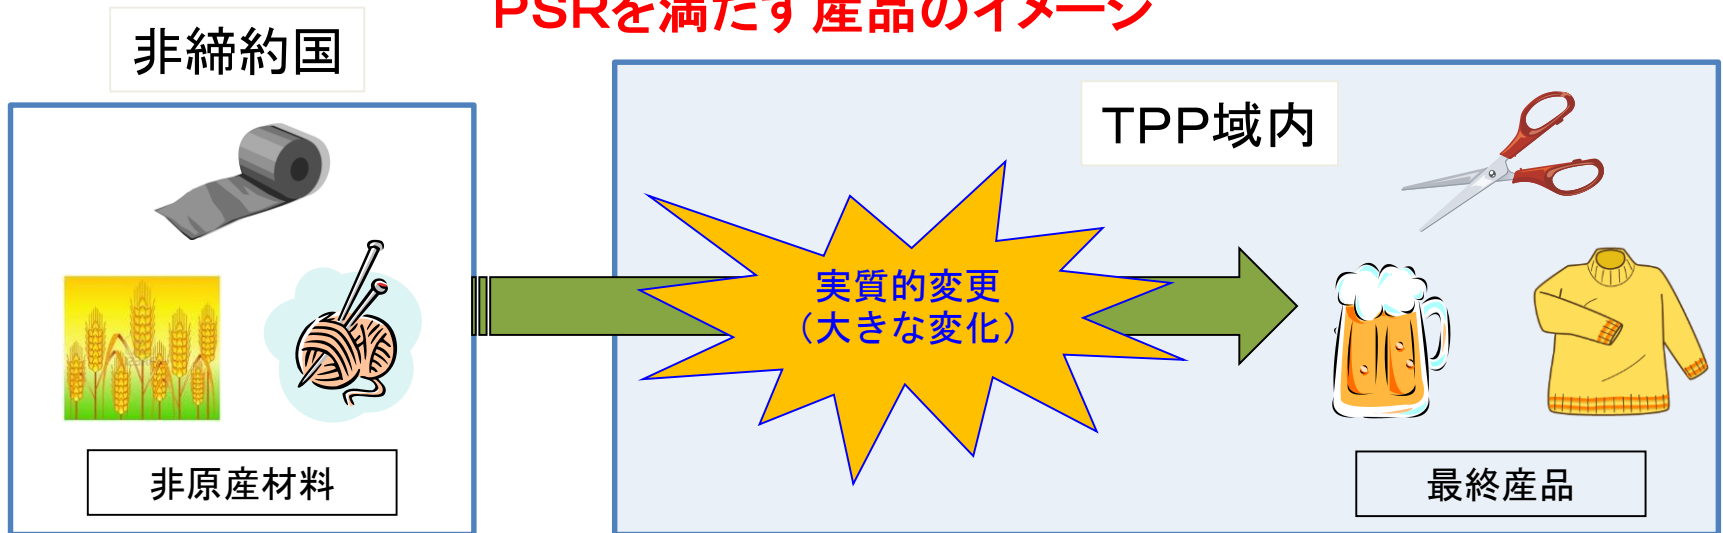 PSRを満たす産品のイメージ
非締約国
TPP域内
実質的変更
（大きな変化）
非原産材料
最終産品